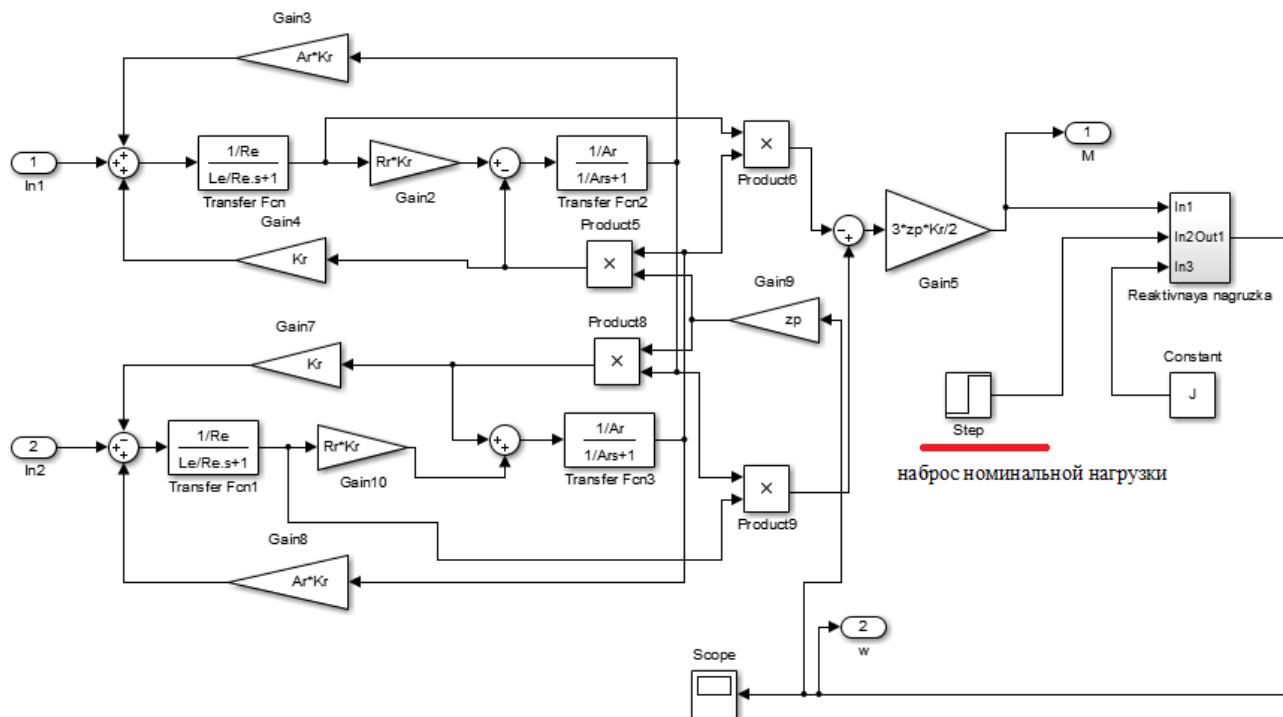 Gain3
Ar*Kr
1
In1
1/Re
Le/Re.s+1
Transfer Fcn
Rr*Kr
Gain2
1/Ar
1/Ars+1
Transfer Fcn2
×
Product6
1
M
Gain4
Kr
Product5
×
3*zp*Kr/2
Gain5
In1
In2Out1
In3
Reaktivnaya nagruzka
Gain9
zp
Gain7
Kr
Product8
×
Constant
J
Step
наброс номинальной нагрузки
2
In2
1/Re
Le/Re.s+1
Transfer Fcn1
Rr*Kr
Gain10
1/Ar
1/Ars+1
Transfer Fcn3
×
Product9
Gain8
Ar*Kr
2
w
Scope